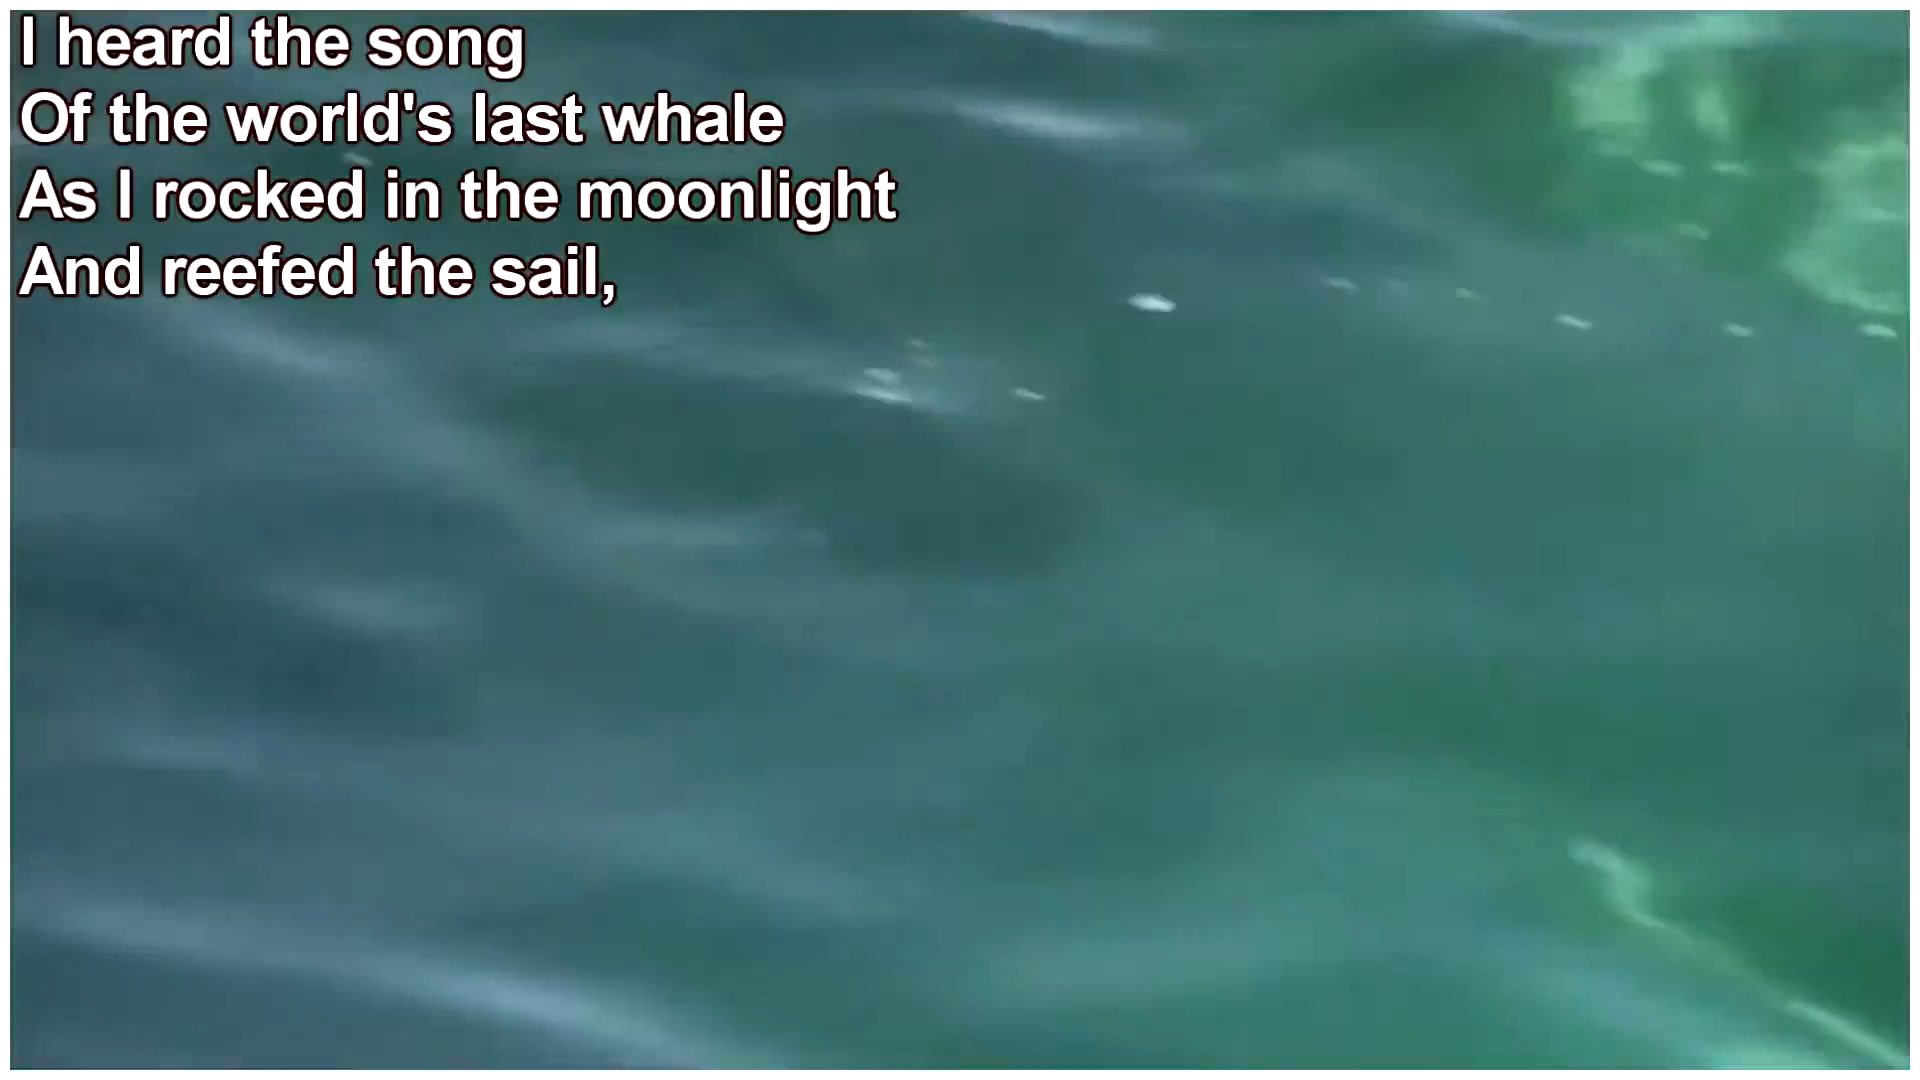 I heard the song
Of the world's last whale
As I rocked in the moonlight
And reefed the sail,